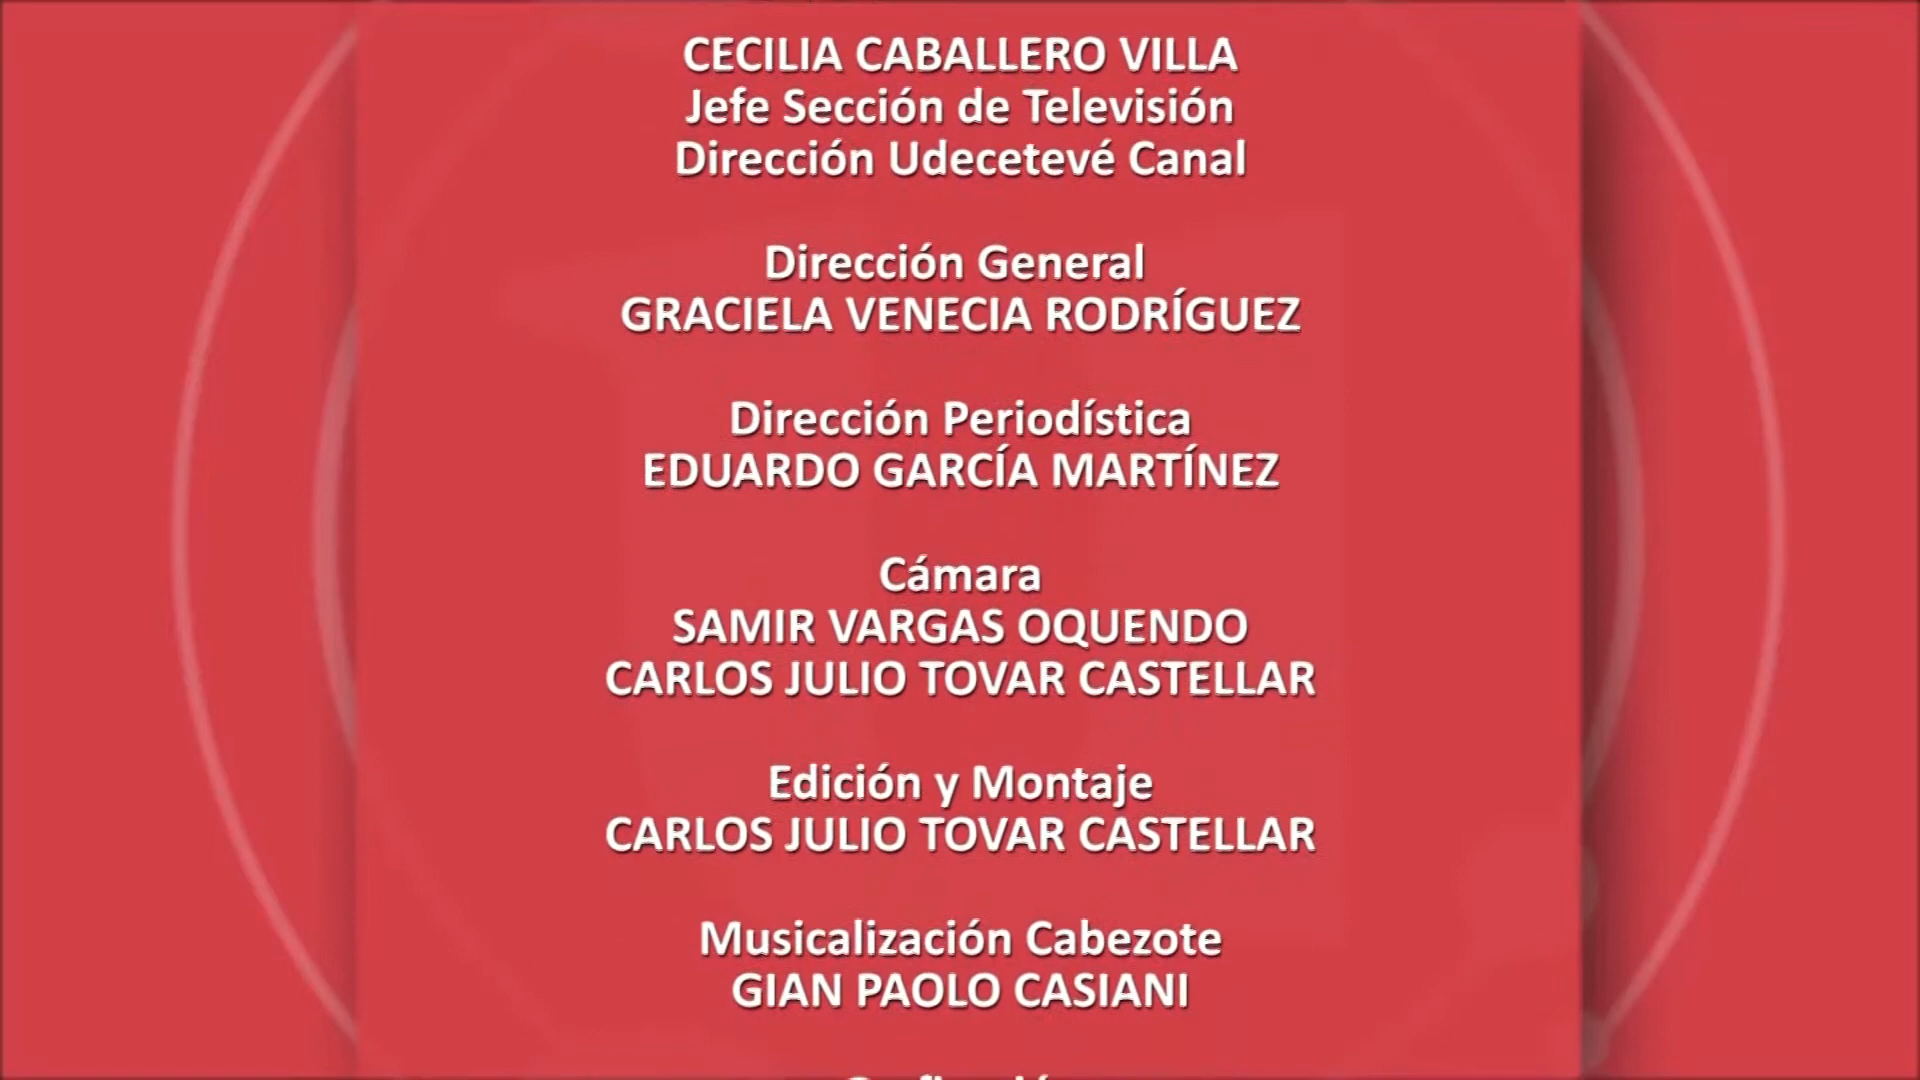 CECILIA CABALLERO VILLA
Jefe Sección de Televisión
Dirección Udecetevé Canal
Dirección General
GRACIELA VENECIA RODRÍGUEZ
Dirección Periodística
EDUARDO GARCÍA MARTÍNEZ
Cámara
SAMIR VARGAS OQUENDO
CARLOS JULIO TOVAR CASTELLAR
Edición y Montaje
CARLOS JULIO TOVAR CASTELLAR
Musicalización Cabezote
GIAN PAOLO CASIANI